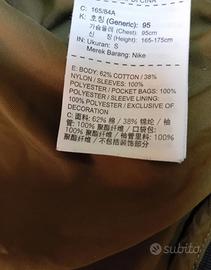 C: 165/84A
K: 호칭 (Generic): 95
가슴둘레 (Chest): 95cm
신장 (Height): 165-175cm
IN: Ukuran: S
Merek Barang: Nike
E: BODY: 62% COTTON / 38%
NYLON / SLEEVES: 100%
POLYESTER / POCKET BAGS: 100%
POLYESTER / SLEEVE LINING: 100%
POLYESTER / EXCLUSIVE OF
DECORATION
C: 面料: 62% 棉 / 38% 锦纶 / 袖
管: 100% 聚酯纤维 / 口袋包:
100% 聚酯纤维 / 袖管里料: 100%
聚酯纤维 / 不包括装饰部分
subito